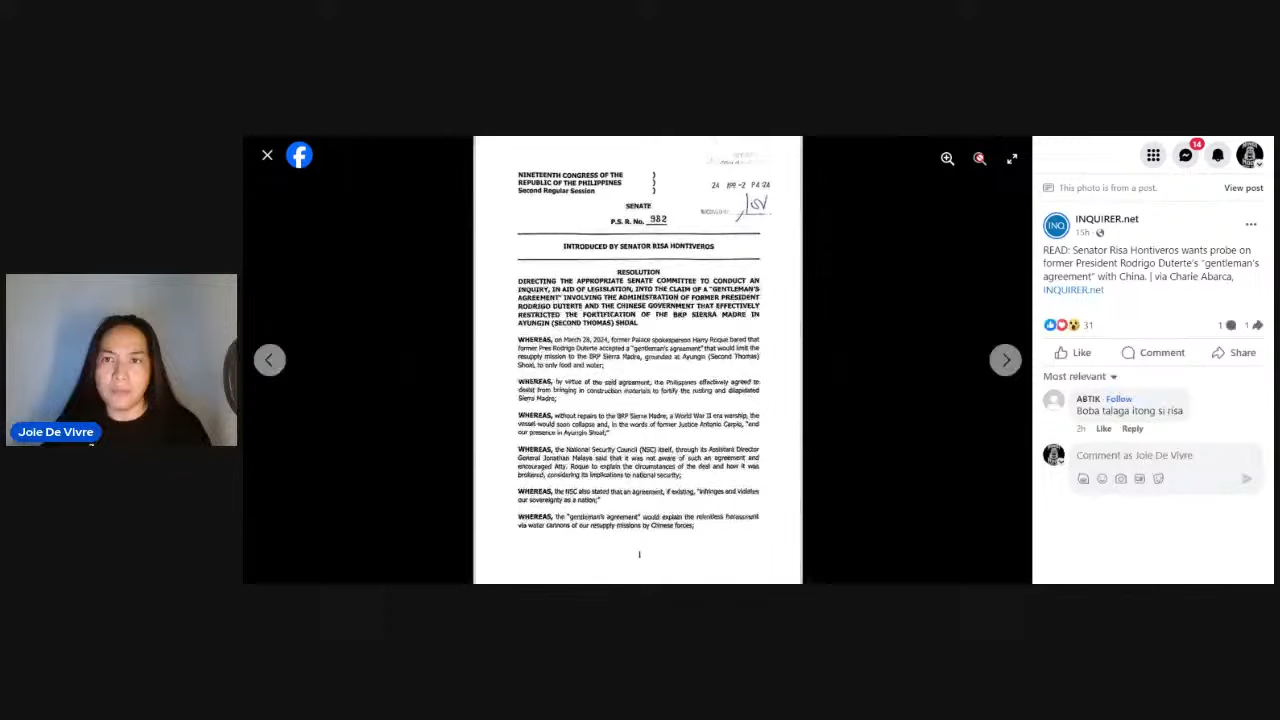 NINETEENTH CONGRESS OF THE )
REPUBLIC OF THE PHILIPPINES )
Second Regular Session )
24 APR-2 P4:24
SENATE
P.S. R. No. 982
INTRODUCED BY SENATOR RISA HONTIVEROS
RESOLUTION
DIRECTING THE APPROPRIATE SENATE COMMITTEE TO CONDUCT AN
INQUIRY, IN AID OF LEGISLATION, INTO THE CLAIM OF A "GENTLEMAN'S
AGREEMENT" INVOLVING THE ADMINISTRATION OF FORMER PRESIDENT
RODRIGO DUTERTE AND THE CHINESE GOVERNMENT THAT EFFECTIVELY
RESTRICTED THE FORTIFICATION OF THE BRP SIERRA MADRE IN
AYUNGIN (SECOND THOMAS) SHOAL
WHEREAS, on March 28, 2024, former Palace spokesperson Harry Roque bared that
former Pres Rodrigo Duterte accepted a "gentleman's agreement" that would limit the
resupply mission to the BRP Sierra Madre, grounded at Ayungin (Second Thomas)
Shoal, to only food and water;
WHEREAS, by virtue of the said agreement, the Philippines effectively agreed to
desist from bringing in construction materials to fortify the rusting and dilapidated
Sierra Madre;
WHEREAS, without repairs to the BRP Sierra Madre, a World War II era warship, the
vessel would soon collapse and, in the words of former Justice Antonio Carpio, "end
our presence in Ayungin Shoal;"
WHEREAS, the National Security Council (NSC) itself, through its Assistant Director
General Jonathan Malaya said that it was not aware of such an agreement and
encouraged Atty. Roque to explain the circumstances of the deal and how it was
brokered, considering its implications to national security;
WHEREAS, the NSC also stated that an agreement, if existing, "infringes and violates
our sovereignty as a nation;"
WHEREAS, the "gentleman's agreement" would explain the relentless harassment
via water cannons of our resupply missions by Chinese forces;
1
Joie De Vivre
14
This photo is from a post.
View post
INQ
INQUIRER.net
15h
READ: Senator Risa Hontiveros wants probe on
former President Rodrigo Duterte's "gentleman's
agreement" with China. | via Charie Abarca,
INQUIRER.net
31
1
1
Like
Comment
Share
Most relevant
ABTIK · Follow
Boba talaga itong si risa
2h Like Reply
Comment as Joie De Vivre
GIF